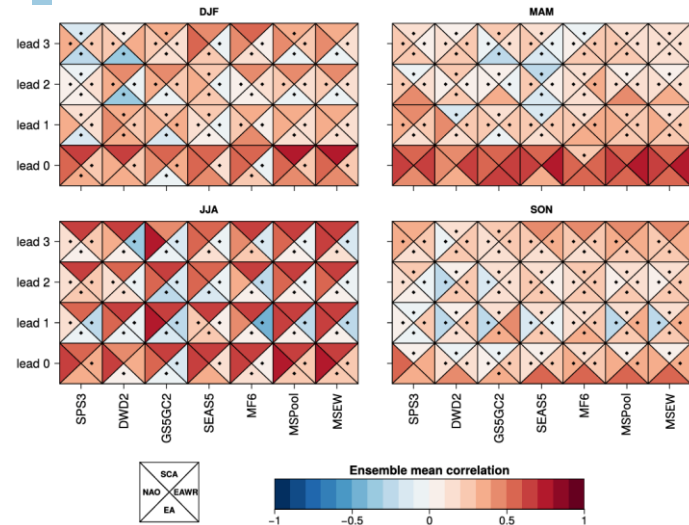 DJF
MAM
lead 3
lead 2
lead 1
lead 0
JJA
SON
lead 3
lead 2
lead 1
lead 0
SPS3
DWD2
GS5GC2
SEAS5
MF6
MSPool
MSEW
SPS3
DWD2
GS5GC2
SEAS5
MF6
MSPool
MSEW
SCA
NAO EAWR
EA
Ensemble mean correlation
−1 −0.5 0 0.5 1